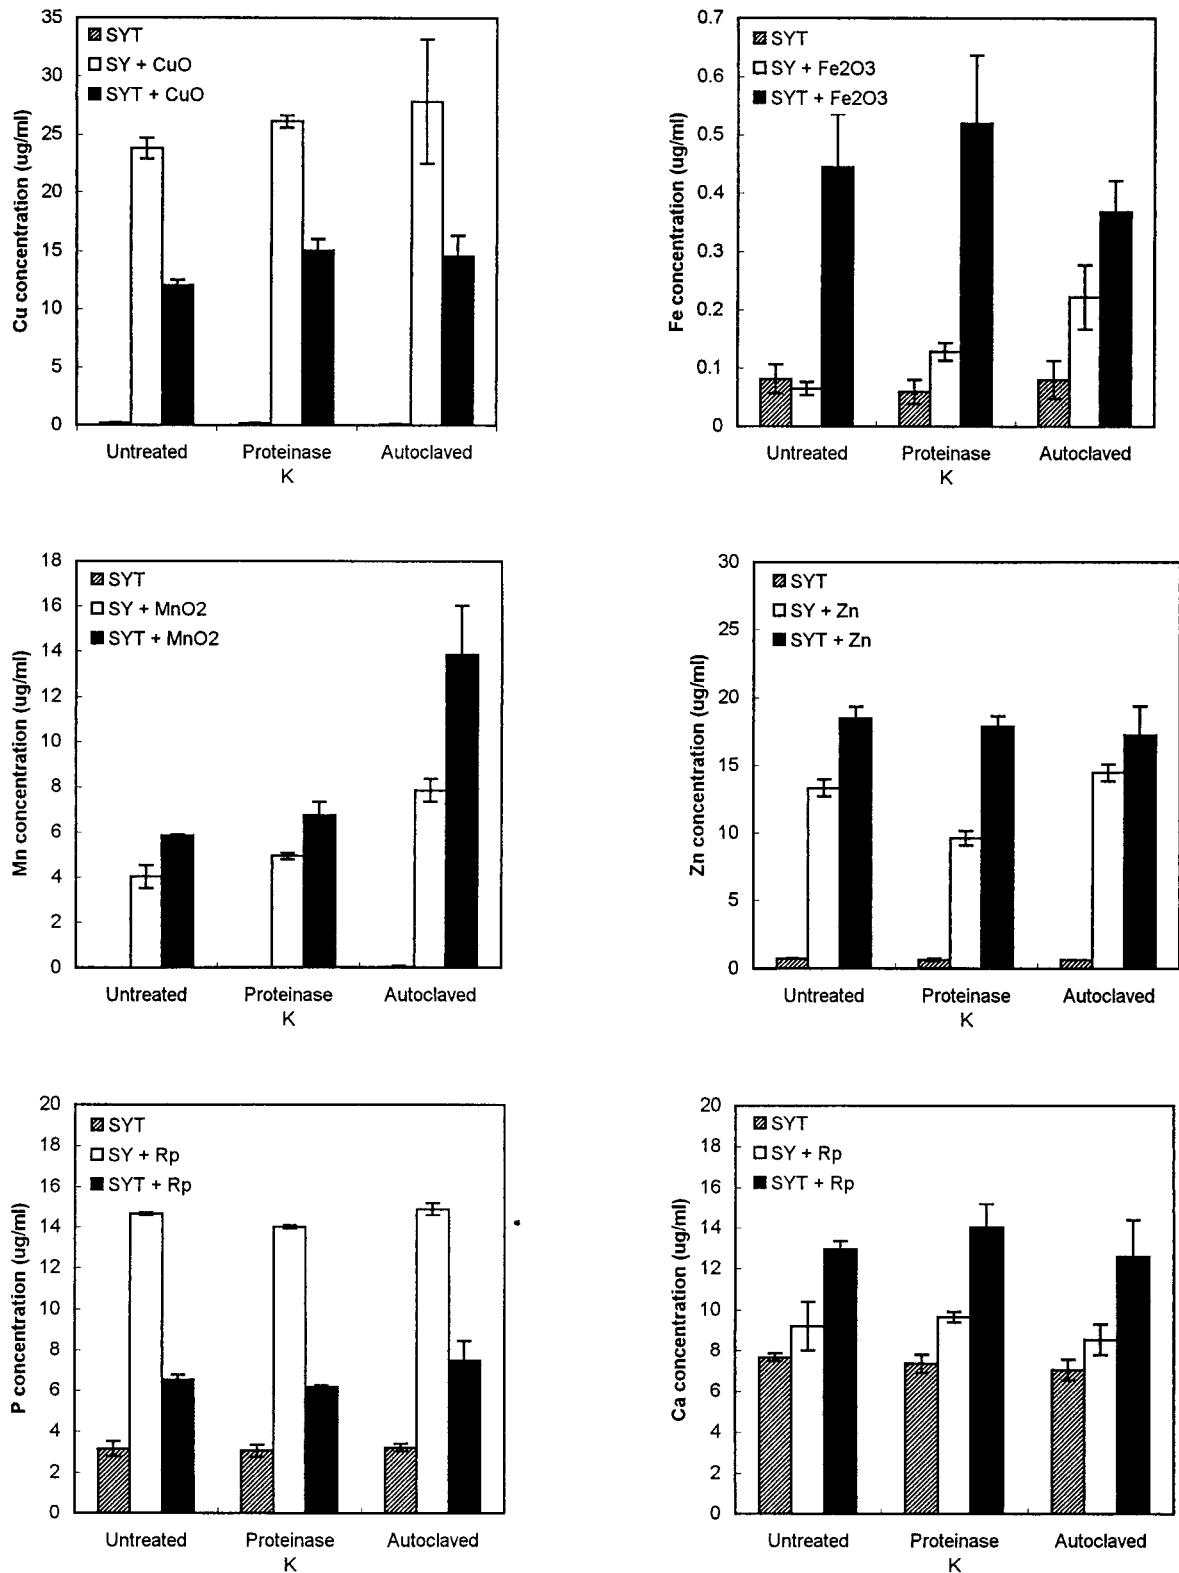 35
30
25
20
15
10
5
0
Cu concentration (ug/ml)
SYT
SY + CuO
SYT + CuO
Untreated
Proteinase
K
Autoclaved
0.7
0.6
0.5
0.4
0.3
0.2
0.1
0
Fe concentration (ug/ml)
SYT
SY + Fe2O3
SYT + Fe2O3
Untreated
Proteinase
K
Autoclaved
18
16
14
12
10
8
6
4
2
0
Mn concentration (ug/ml)
SYT
SY + MnO2
SYT + MnO2
Untreated
Proteinase
K
Autoclaved
30
25
20
15
10
5
0
Zn concentration (ug/ml)
SYT
SY + Zn
SYT + Zn
Untreated
Proteinase
K
Autoclaved
20
18
16
14
12
10
8
6
4
2
0
P concentration (ug/ml)
SYT
SY + Rp
SYT + Rp
Untreated
Proteinase
K
Autoclaved
20
18
16
14
12
10
8
6
4
2
0
Ca concentration (ug/ml)
SYT
SY + Rp
SYT + Rp
Untreated
Proteinase
K
Autoclaved